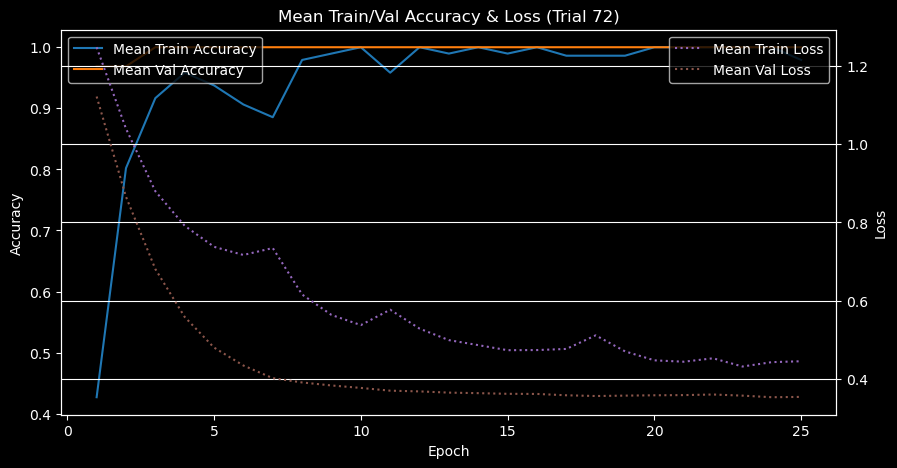 Mean Train/Val Accuracy & Loss (Trial 72)
Mean Train Accuracy
Mean Val Accuracy
Mean Train Loss
Mean Val Loss
1.0
0.9
0.8
0.7
0.6
0.5
0.4
Accuracy
1.2
1.0
0.8
0.6
0.4
Loss
0
5
10
15
20
25
Epoch